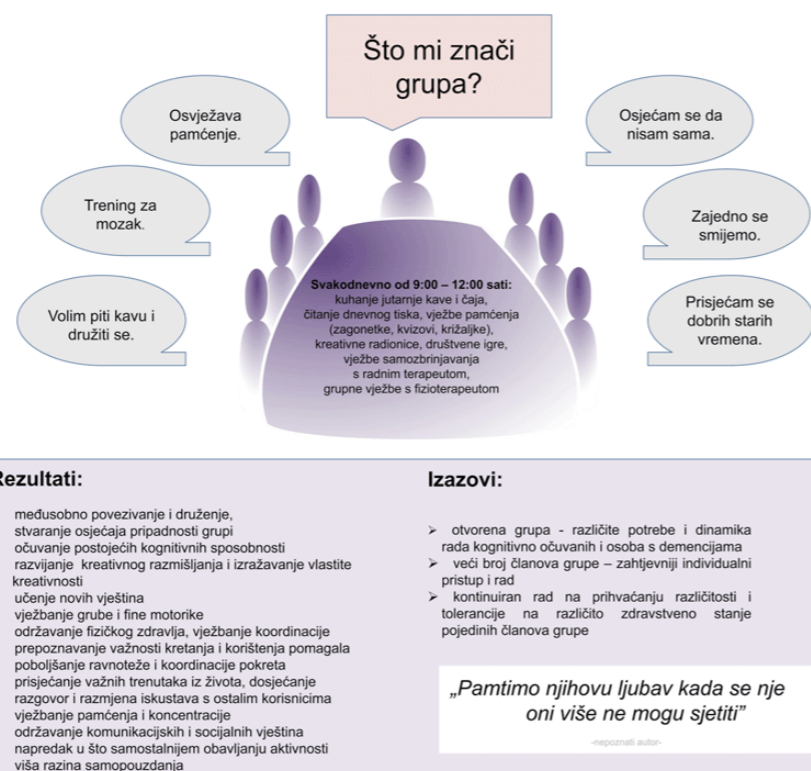 Što mi znači
grupa?
Osvježava
pamćenje.
Trening za
mozak.
Volim piti kavu i
družiti se.
Osjećam se da
nisam sama.
Zajedno se
smijemo.
Prisjećam se
dobrih starih
vremena.
Svakodnevno od 9:00 – 12:00 sati:
kuhanje jutarnje kave i čaja,
čitanje dnevnog tiska, vježbe pamćenja
(zagonetke, kvizovi, križaljke),
kreativne radionice, društvene igre,
vježbe samozbrinjavanja
s radnim terapeutom,
grupne vježbe s fizioterapeutom
Rezultati:
međusobno povezivanje i druženje,
stvaranje osjećaja pripadnosti grupi
očuvanje postojećih kognitivnih sposobnosti
razvijanje kreativnog razmišljanja i izražavanje vlastite
kreativnosti
učenje novih vještina
vježbanje grube i fine motorike
održavanje fizičkog zdravlja, vježbanje koordinacije
prepoznavanje važnosti kretanja i korištenja pomagala
poboljšanje ravnoteže i koordinacije pokreta
prisjećanje važnih trenutaka iz života, dosjećanje
razgovor i razmjena iskustava s ostalim korisnicima
vježbanje pamćenja i koncentracije
održavanje komunikacijskih i socijalnih vještina
napredak u što samostalnijem obavljanju aktivnosti
viša razina samopouzdanja
Izazovi:
➢ otvorena grupa - različite potrebe i dinamika
rada kognitivno očuvanih i osoba s demencijama
➢ veći broj članova grupe – zahtjevniji individualni
pristup i rad
➢ kontinuiran rad na prihvaćanju različitosti i
tolerancije na različito zdravstveno stanje
pojedinih članova grupe
„Pamtimo njihovu ljubav kada se nje
oni više ne mogu sjetiti”
-nepoznati autor-